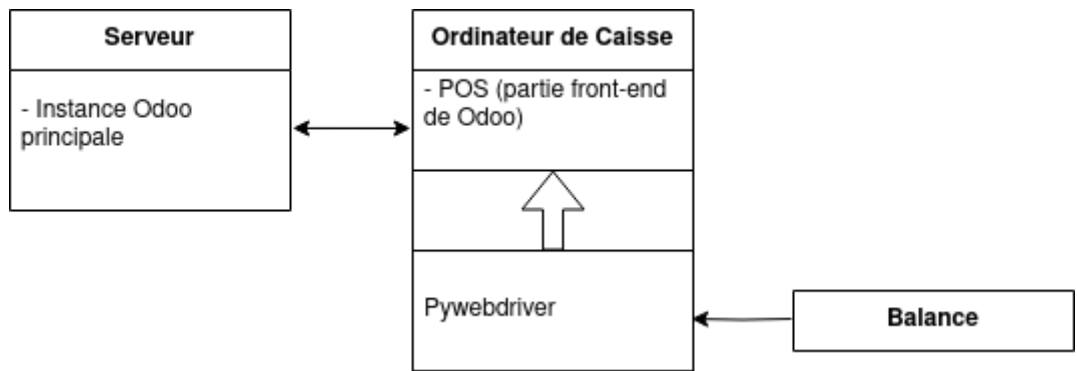 Serveur
- Instance Odoo
principale
Ordinateur de Caisse
- POS (partie front-end
de Odoo)
Pywebdriver
Balance